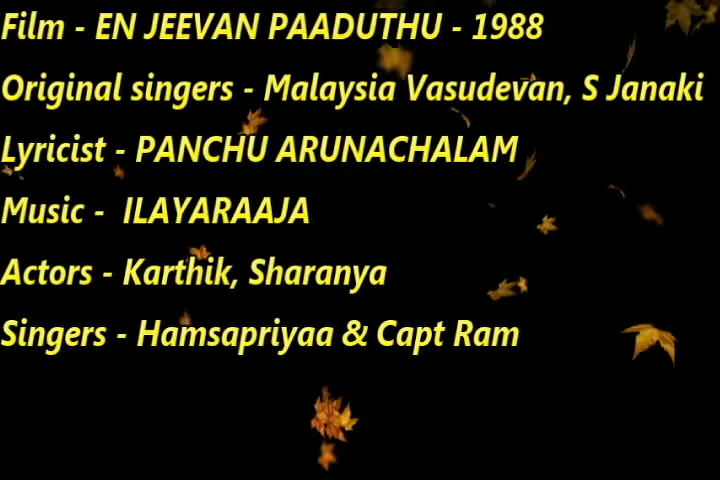 Film - EN JEEVAN PAADUTHU - 1988
Original singers - Malaysia Vasudevan, S Janaki
Lyricist - PANCHU ARUNACHALAM
Music - ILAYARAAJA
Actors - Karthik, Sharanya
Singers - Hamsapriyaa & Capt Ram